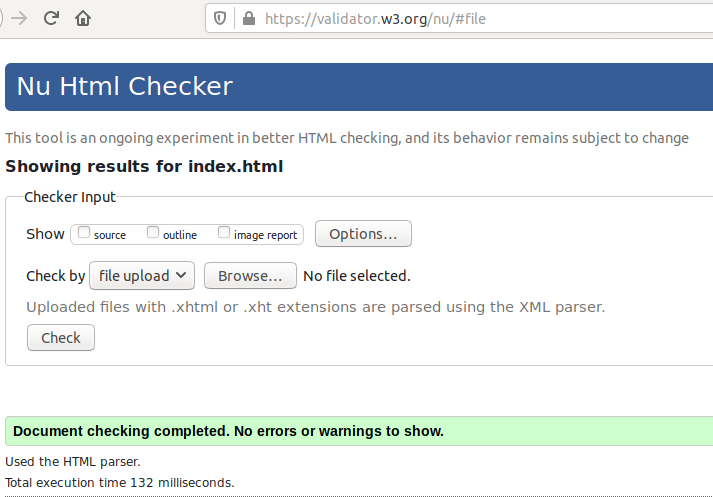 https://validator.w3.org/nu/#file
Nu Html Checker
This tool is an ongoing experiment in better HTML checking, and its behavior remains subject to change
Showing results for index.html
Checker Input
Show source outline image report Options...
Check by file upload Browse... No file selected.
Uploaded files with .xhtml or .xht extensions are parsed using the XML parser.
Check
Document checking completed. No errors or warnings to show.
Used the HTML parser.
Total execution time 132 milliseconds.